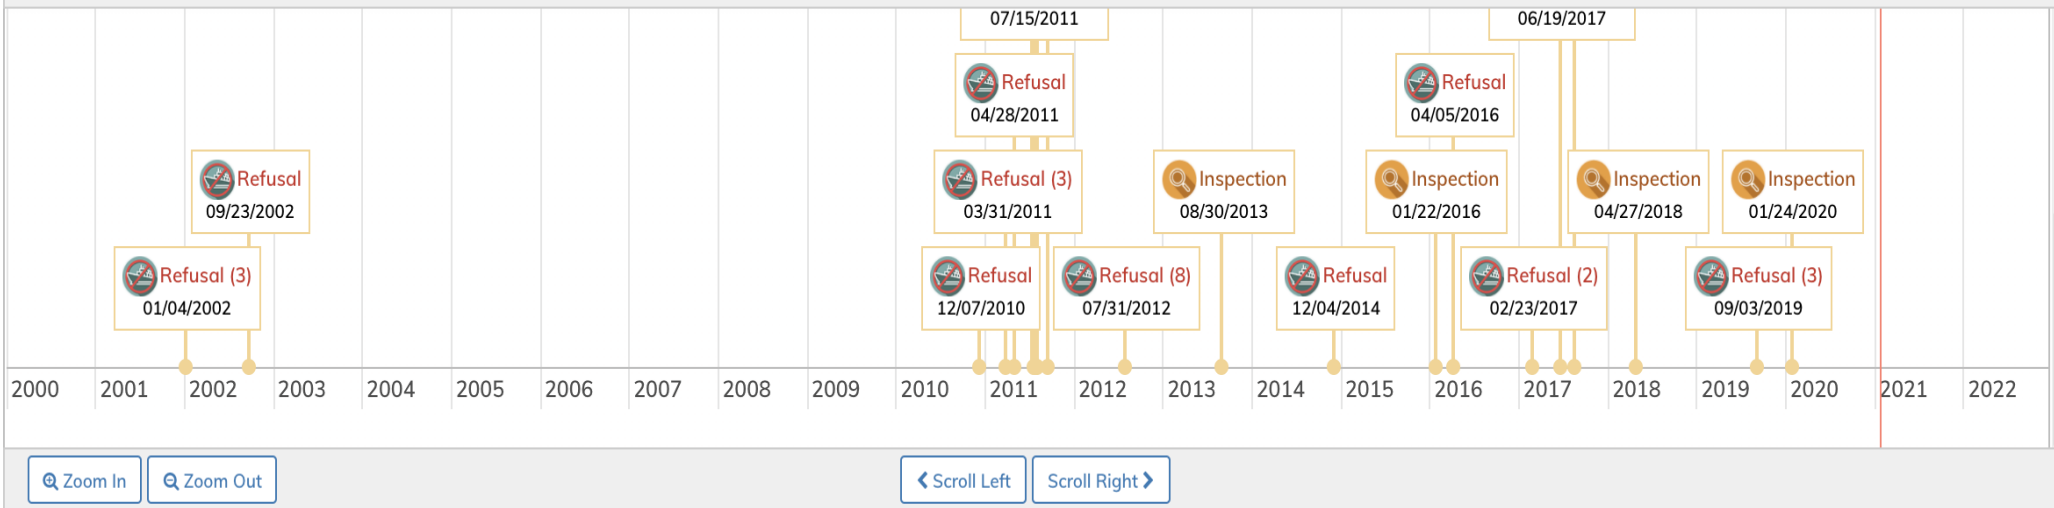 07/15/2011
06/19/2017
Refusal
04/28/2011
Refusal
04/05/2016
Refusal
09/23/2002
Refusal (3)
03/31/2011
Inspection
08/30/2013
Inspection
01/22/2016
Inspection
04/27/2018
Inspection
01/24/2020
Refusal (3)
01/04/2002
Refusal
12/07/2010
Refusal (8)
07/31/2012
Refusal
12/04/2014
Refusal (2)
02/23/2017
Refusal (3)
09/03/2019
2000 2001 2002 2003 2004 2005 2006 2007 2008 2009 2010 2011 2012 2013 2014 2015 2016 2017 2018 2019 2020 2021 2022
Zoom In Zoom Out Scroll Left Scroll Right